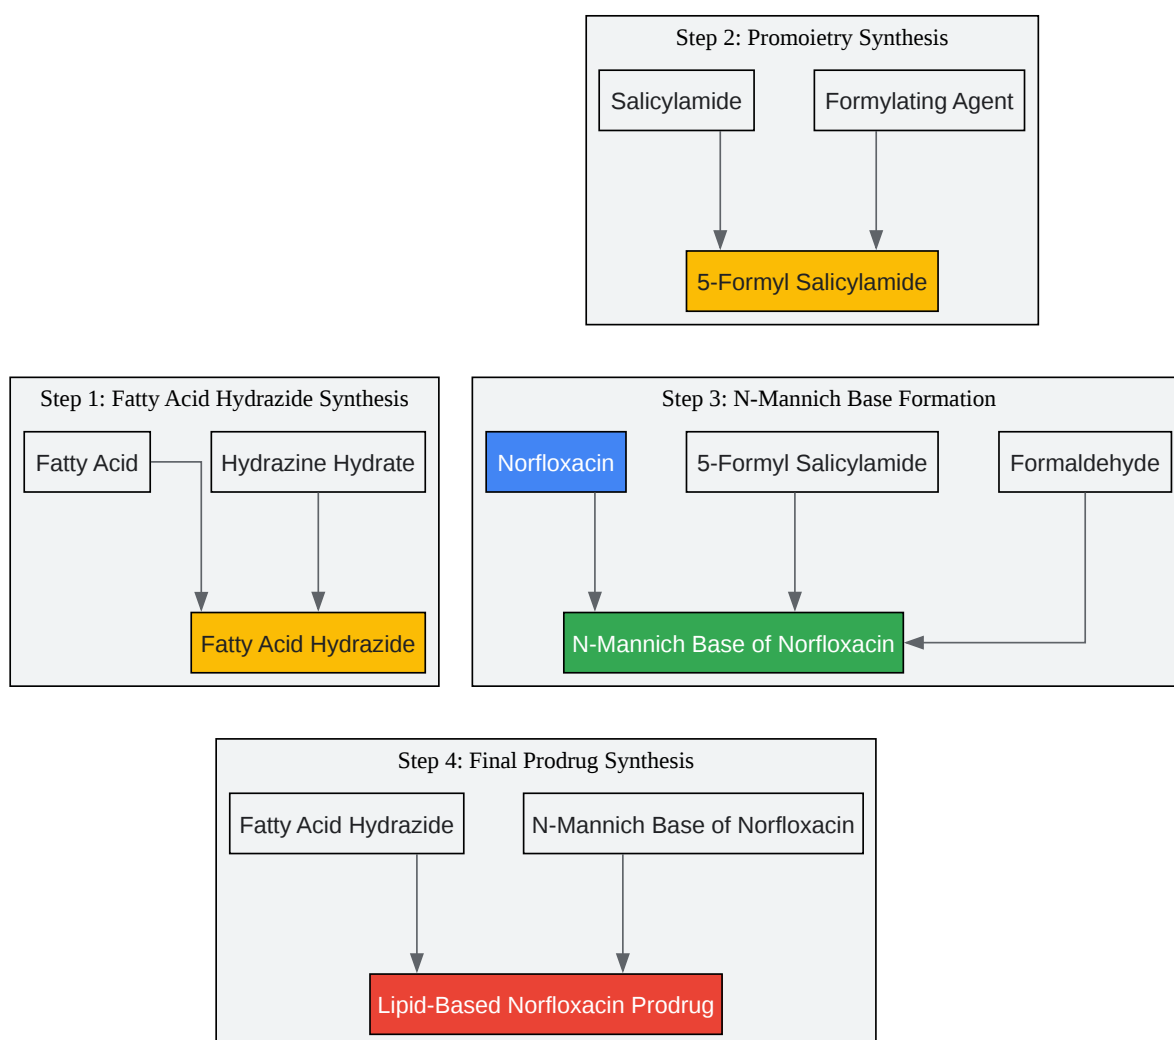 Step 2: Promoietry Synthesis
Salicylamide
Formylating Agent
5-Formyl Salicylamide
Step 1: Fatty Acid Hydrazide Synthesis
Fatty Acid
Hydrazine Hydrate
Fatty Acid Hydrazide
Step 3: N-Mannich Base Formation
Norfloxacin
5-Formyl Salicylamide
Formaldehyde
N-Mannich Base of Norfloxacin
Step 4: Final Prodrug Synthesis
Fatty Acid Hydrazide
N-Mannich Base of Norfloxacin
Lipid-Based Norfloxacin Prodrug